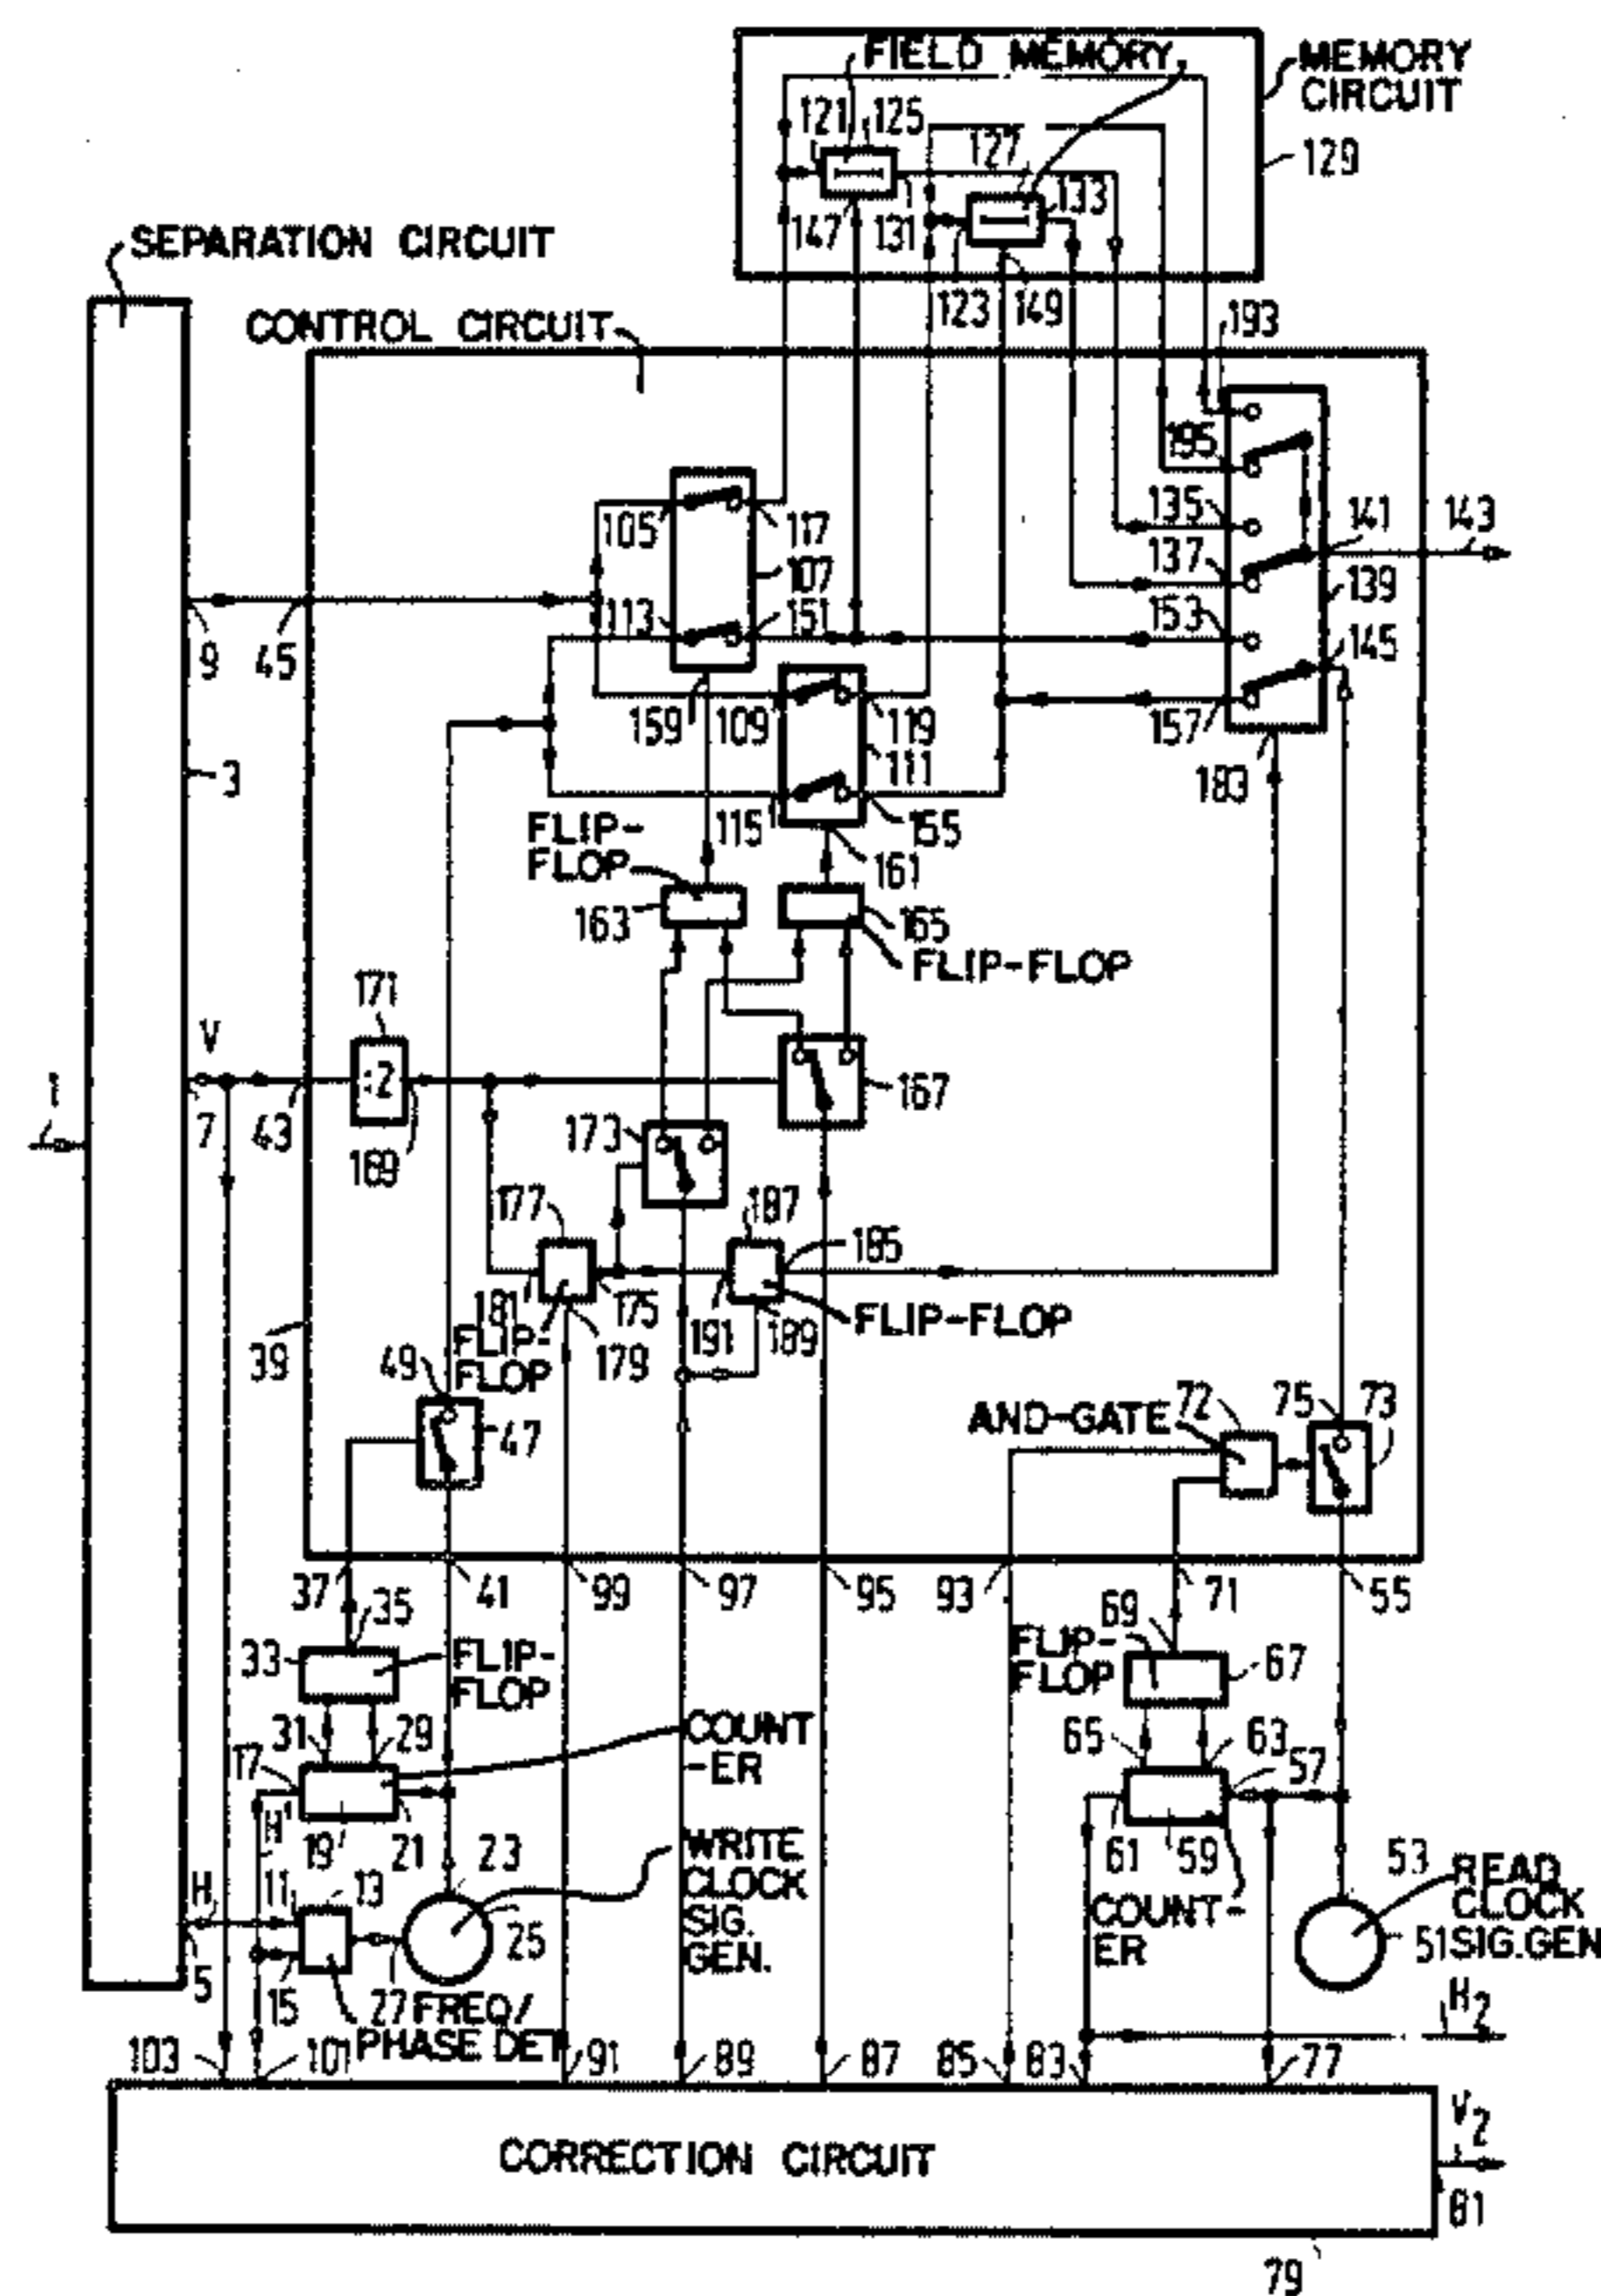 FIELD MEMORY
MEMORY
CIRCUIT
121 125
127
129
133
147 131
SEPARATION CIRCUIT
123 149
CONTROL CIRCUIT
193
195
105 117
135
141 143
107
137
139
113 151
153
9 45
145
159 109 119
157
3
111
183
115 155
FLIP-
FLOP
161
163 165
FLIP-FLOP
171
V
:2
167
1
7 43
173
169
177 187
185
181 175
191 189
FLIP-FLOP
FLIP-
FLOP
179
39
49
47
AND-GATE 72 75 73
37 41 99 97 95 93 71 55
35
69
33
FLIP-
FLOP
FLIP-
FLOP
67
31 29
COUNT
-ER
65 63
17
57
H'
19 21 23
WRITE
CLOCK
SIG.
GEN.
61 59 53
READ
CLOCK
SIG.GEN
H
11 13
25
COUNT-
ER
51
5 15 27
FREQ/
PHASE DET
H2
103 101 91 89 87 85 83 77
V2
CORRECTION CIRCUIT
81
79